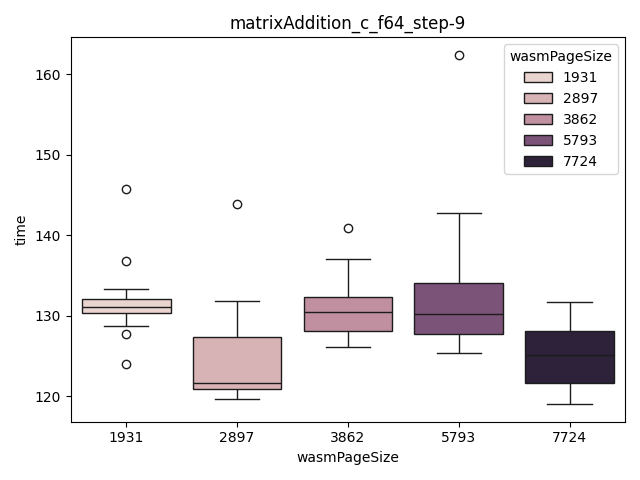 matrixAddition_c_f64_step-9
wasmPageSize
1931
2897
3862
5793
7724
160
150
140
130
120
time
1931 2897 3862 5793 7724
wasmPageSize